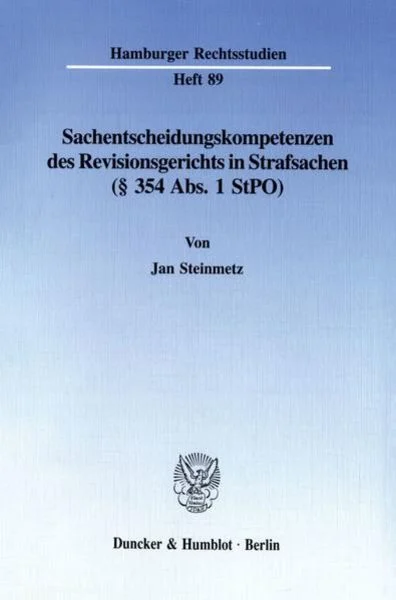 Hamburger Rechtsstudien
Heft 89
Sachentscheidungskompetenzen
des Revisionsgerichts in Strafsachen
(§ 354 Abs. 1 StPO)
Von
Jan Steinmetz
Duncker & Humblot · Berlin